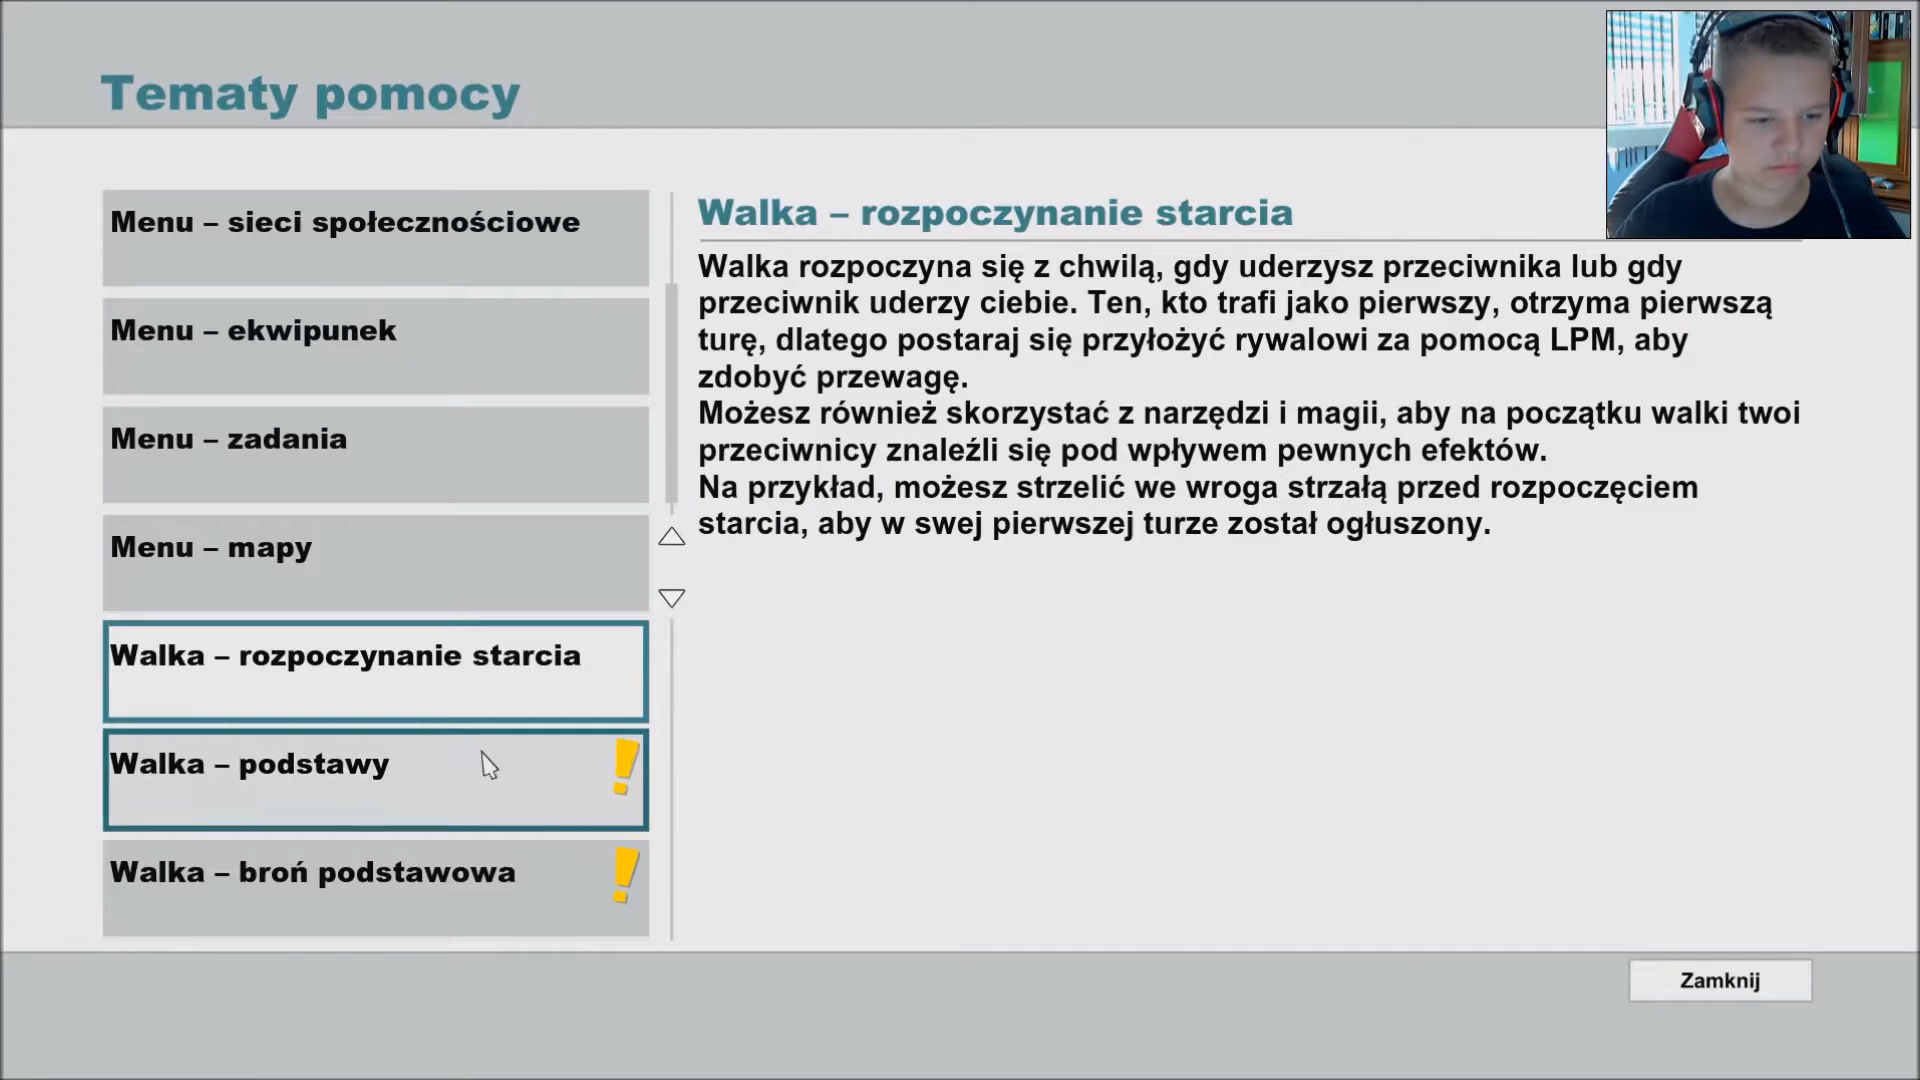 Tematy pomocy
Menu – sieci społecznościowe
Menu – ekwipunek
Menu – zadania
Menu – mapy
Walka – rozpoczynanie starcia
Walka – podstawy
Walka – broń podstawowa
Walka – rozpoczynanie starcia
Walka rozpoczyna się z chwilą, gdy uderzysz przeciwnika lub gdy
przeciwnik uderzy ciebie. Ten, kto trafi jako pierwszy, otrzyma pierwszą
turę, dlatego postaraj się przyłożyć rywalowi za pomocą LPM, aby
zdobyć przewagę.
Możesz również skorzystać z narzędzi i magii, aby na początku walki twoi
przeciwnicy znaleźli się pod wpływem pewnych efektów.
Na przykład, możesz strzelić we wroga strzałą przed rozpoczęciem
starcia, aby w swej pierwszej turze został ogłuszony.
Zamknij